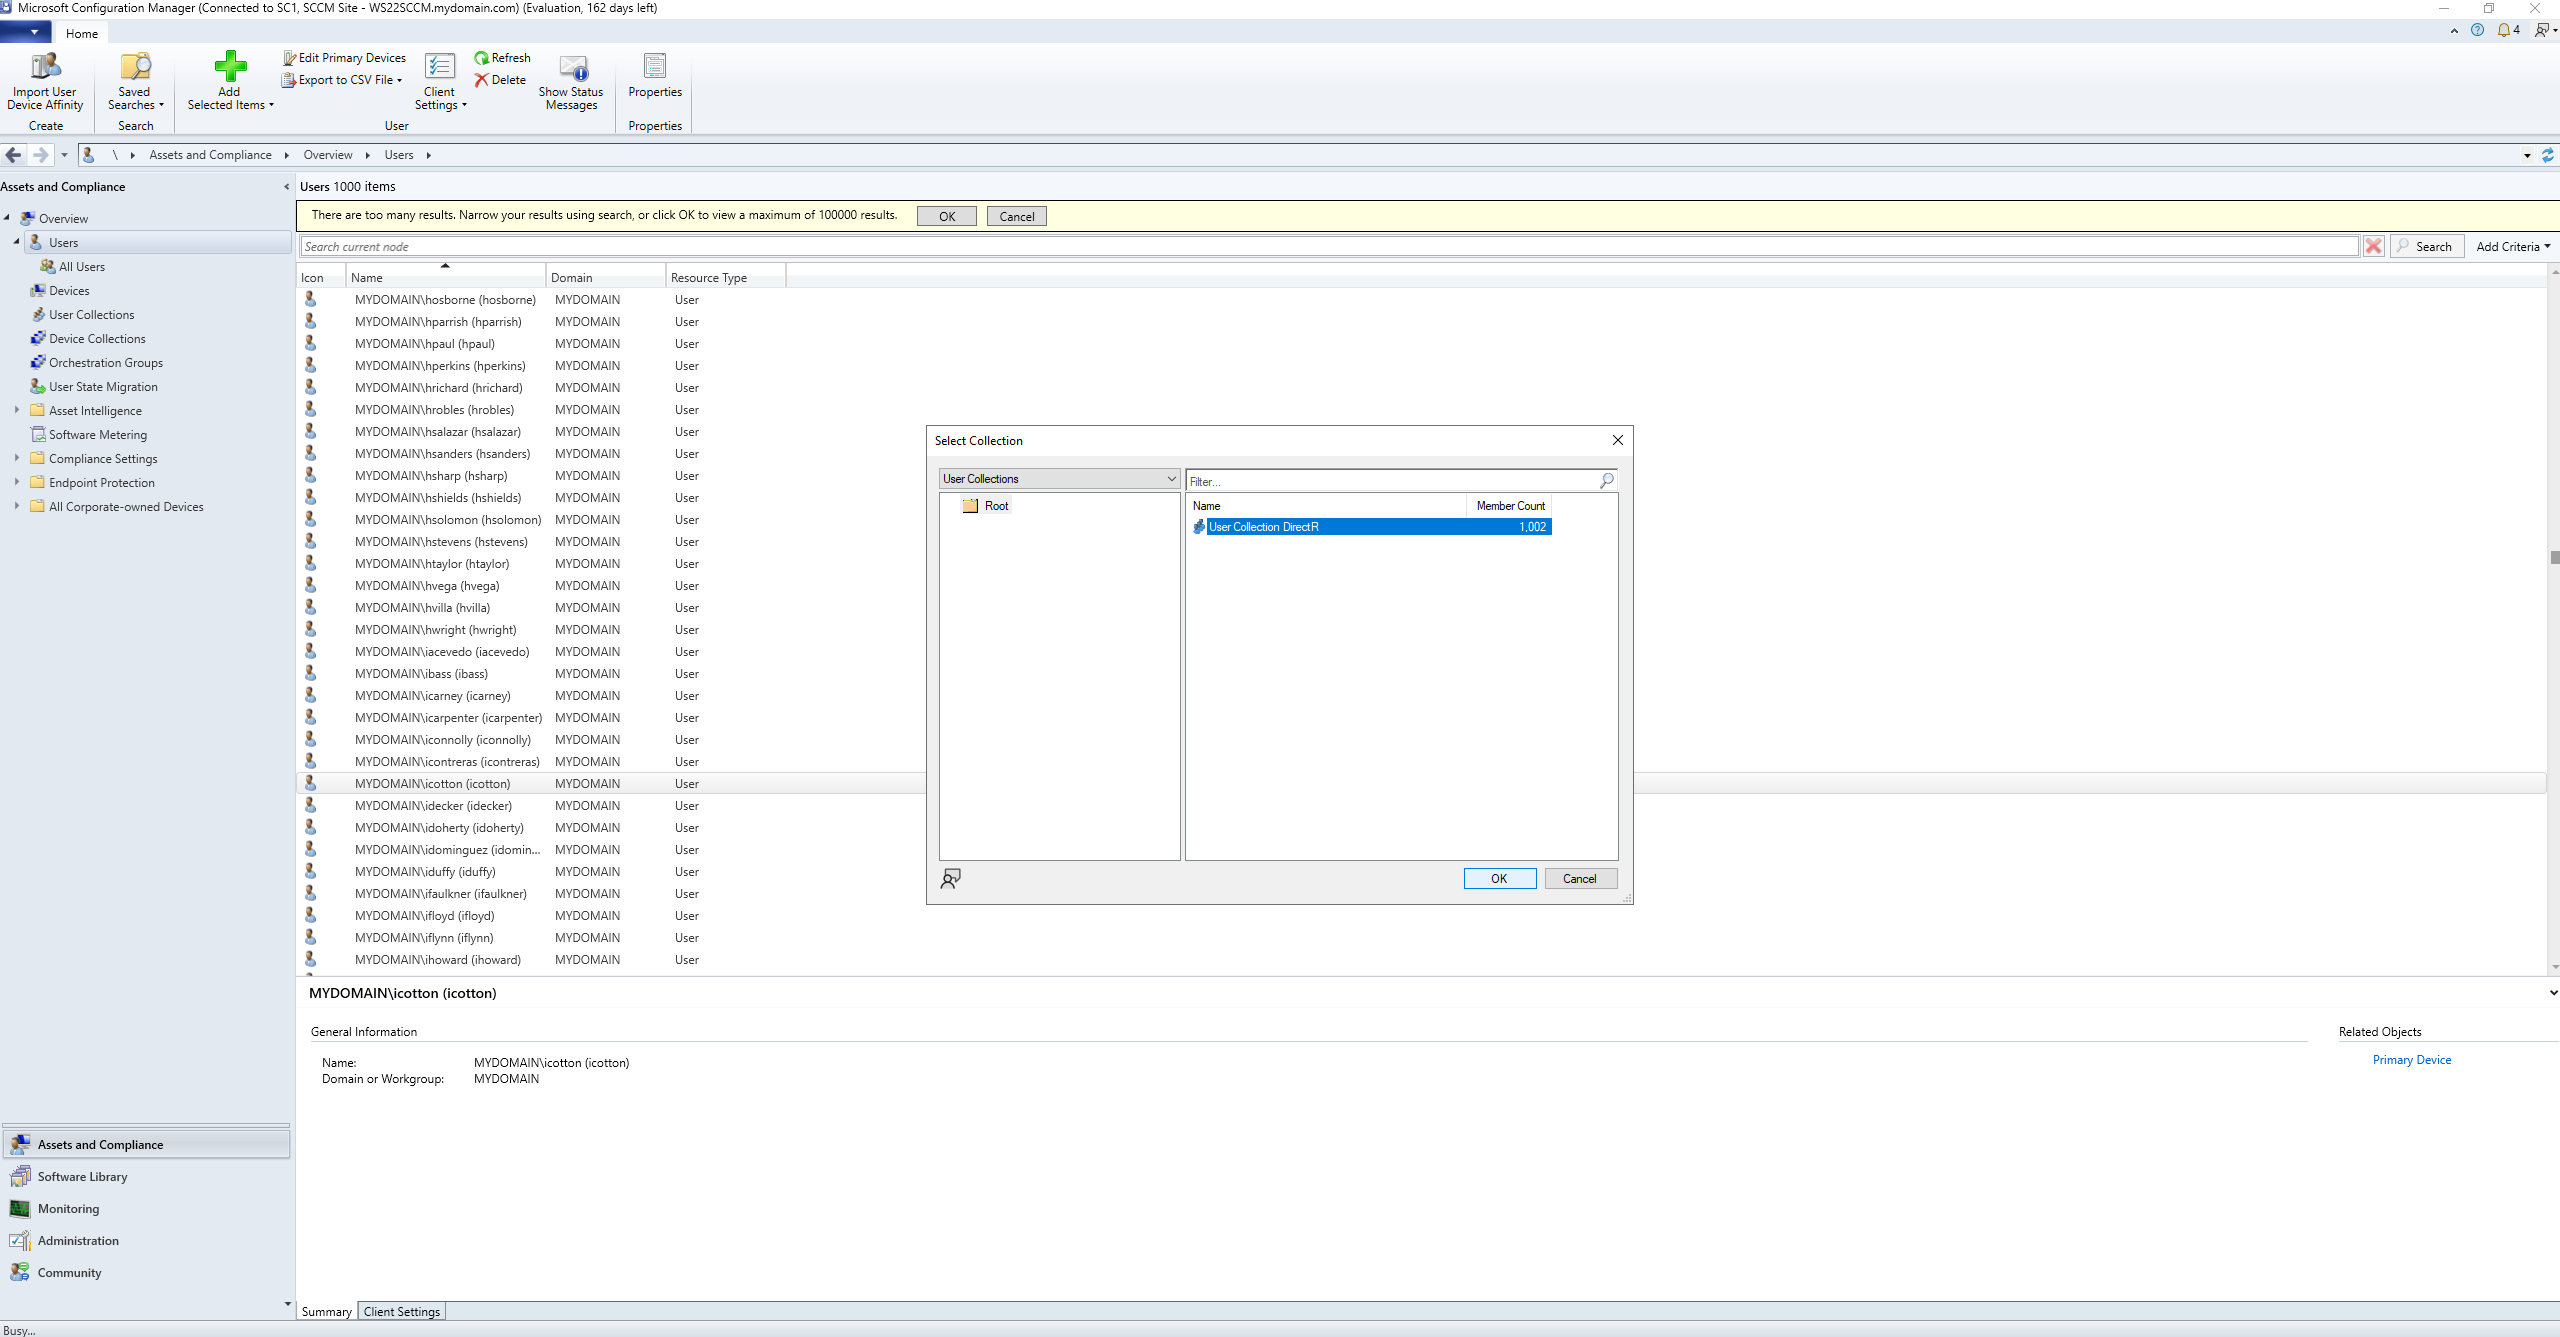 Microsoft Configuration Manager (Connected to SC1, SCCM Site - WS22SCCM.mydomain.com) (Evaluation, 162 days left)
Home
4
Import User Device Affinity
Create
Saved Searches
Search
Add Selected Items
Edit Primary Devices
Export to CSV File
Client Settings
Refresh
Delete
Show Status Messages
User
Properties
Properties
\ Assets and Compliance Overview Users
Assets and Compliance
Overview
Users
All Users
Devices
User Collections
Device Collections
Orchestration Groups
User State Migration
Asset Intelligence
Software Metering
Compliance Settings
Endpoint Protection
All Corporate-owned Devices
Assets and Compliance
Software Library
Monitoring
Administration
Community
Users 1000 items
There are too many results. Narrow your results using search, or click OK to view a maximum of 100000 results. OK Cancel
Search current node
Search Add Criteria
Icon Name Domain Resource Type
MYDOMAIN\hosborne (hosborne) MYDOMAIN User
MYDOMAIN\hparrish (hparrish) MYDOMAIN User
MYDOMAIN\hpaul (hpaul) MYDOMAIN User
MYDOMAIN\hperkins (hperkins) MYDOMAIN User
MYDOMAIN\hrichard (hrichard) MYDOMAIN User
MYDOMAIN\hrobles (hrobles) MYDOMAIN User
MYDOMAIN\hsalazar (hsalazar) MYDOMAIN User
MYDOMAIN\hsanders (hsanders) MYDOMAIN User
MYDOMAIN\hsharp (hsharp) MYDOMAIN User
MYDOMAIN\hshields (hshields) MYDOMAIN User
MYDOMAIN\hsolomon (hsolomon) MYDOMAIN User
MYDOMAIN\hstevens (hstevens) MYDOMAIN User
MYDOMAIN\htaylor (htaylor) MYDOMAIN User
MYDOMAIN\hvega (hvega) MYDOMAIN User
MYDOMAIN\hvilla (hvilla) MYDOMAIN User
MYDOMAIN\hwright (hwright) MYDOMAIN User
MYDOMAIN\iacevedo (iacevedo) MYDOMAIN User
MYDOMAIN\ibass (ibass) MYDOMAIN User
MYDOMAIN\icarney (icarney) MYDOMAIN User
MYDOMAIN\icarpenter (icarpenter) MYDOMAIN User
MYDOMAIN\iconnolly (iconnolly) MYDOMAIN User
MYDOMAIN\icontreras (icontreras) MYDOMAIN User
MYDOMAIN\icotton (icotton) MYDOMAIN User
MYDOMAIN\idecker (idecker) MYDOMAIN User
MYDOMAIN\idoherty (idoherty) MYDOMAIN User
MYDOMAIN\idominguez (idomin... MYDOMAIN User
MYDOMAIN\iduffy (iduffy) MYDOMAIN User
MYDOMAIN\ifaulkner (ifaulkner) MYDOMAIN User
MYDOMAIN\ifloyd (ifloyd) MYDOMAIN User
MYDOMAIN\iflynn (iflynn) MYDOMAIN User
MYDOMAIN\ihoward (ihoward) MYDOMAIN User
Select Collection
User Collections
Filter...
Root
Name Member Count
User Collection DirectR 1,002
OK Cancel
MYDOMAIN\icotton (icotton)
General Information
Name: MYDOMAIN\icotton (icotton)
Domain or Workgroup: MYDOMAIN
Related Objects
Primary Device
Summary Client Settings
Busy...